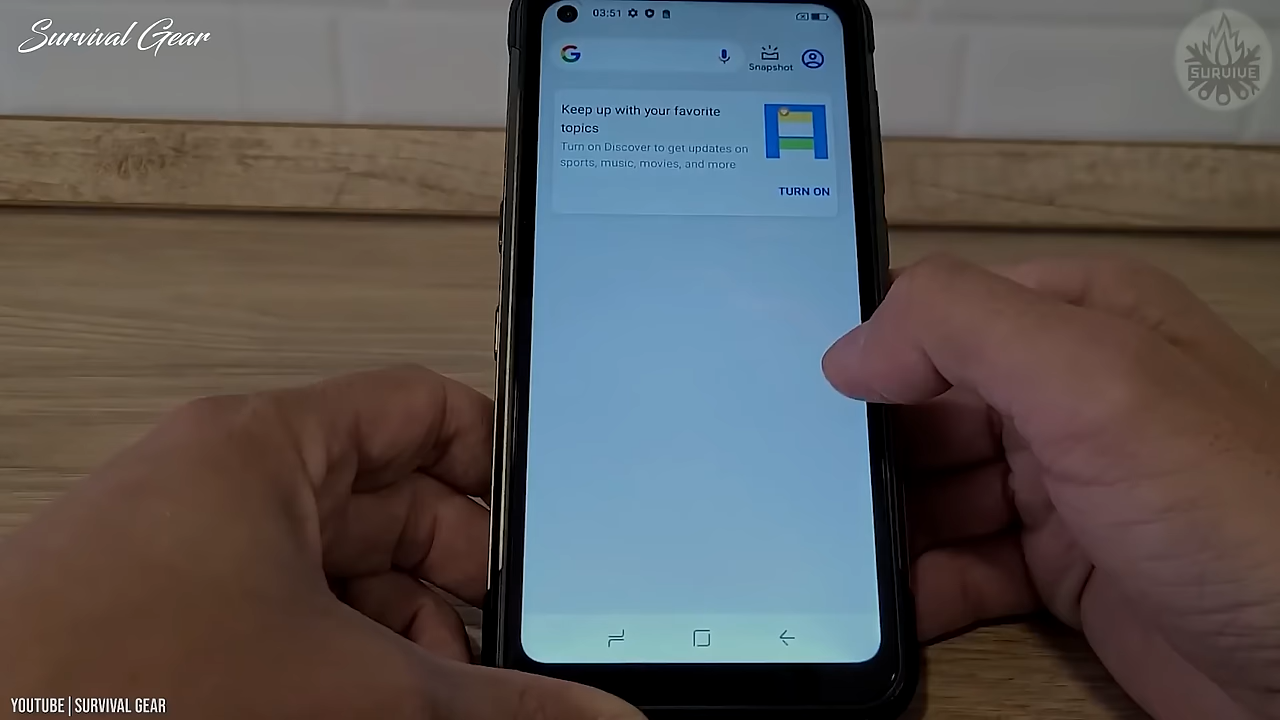 Survival Gear
SURVIVE
03:51
Snapshot
Keep up with your favorite
topics
Turn on Discover to get updates on
sports, music, movies, and more
TURN ON
YOUTUBE | SURVIVAL GEAR